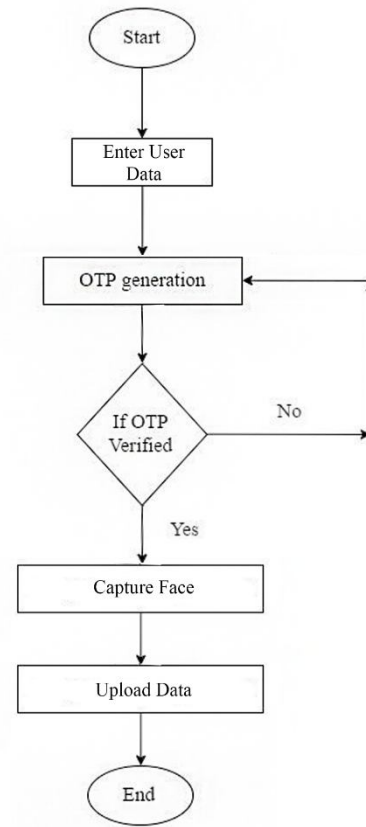 Start
Enter User
Data
OTP generation
If OTP
Verified
No
Yes
Capture Face
Upload Data
End